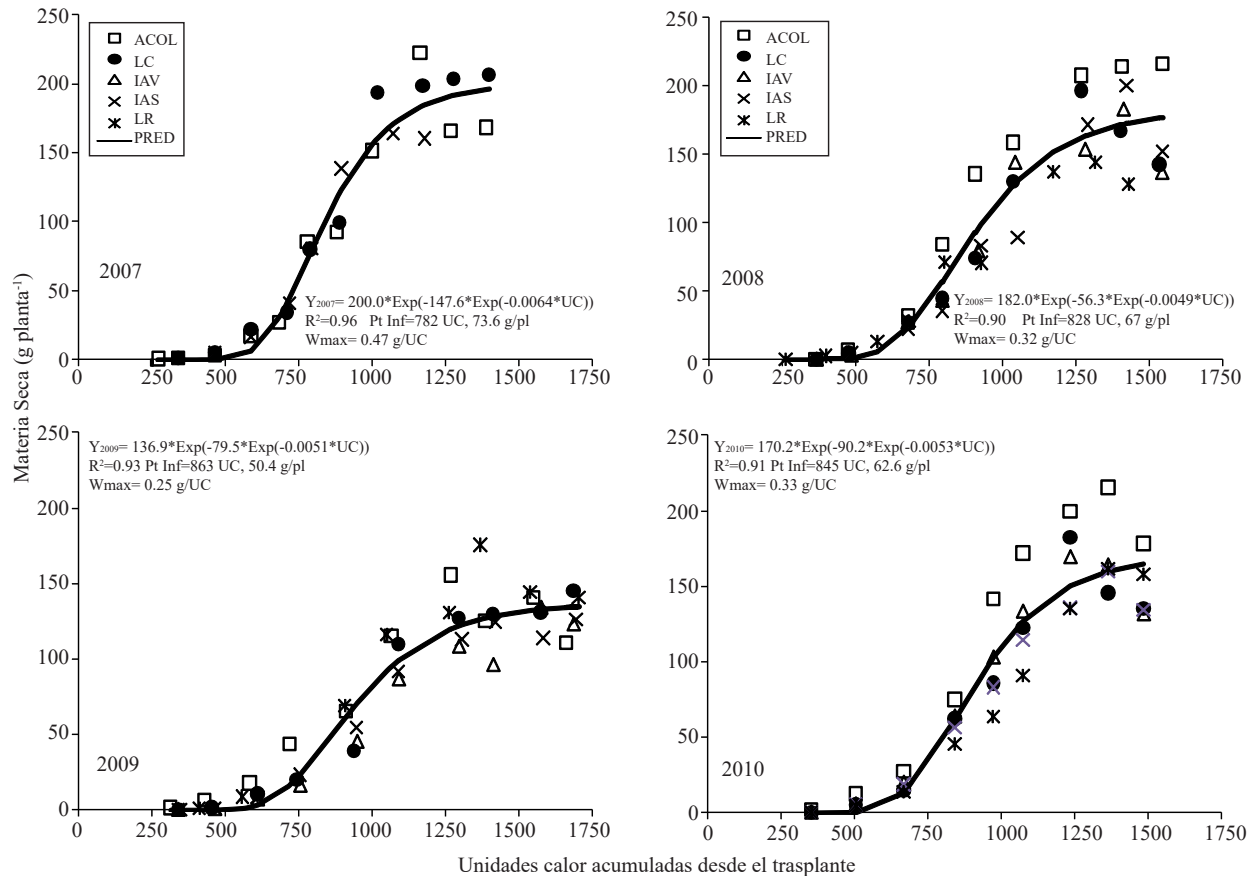 Materia Seca (g planta-1)
250
200
150
100
50
0
ACOL
LC
IAV
IAS
LR
PRED
2007
Y2007= 200.0*Exp(-147.6*Exp(-0.0064*UC))
R2=0.96 Pt Inf=782 UC, 73.6 g/pl
Wmax= 0.47 g/UC
0 250 500 750 1000 1250 1500 1750
250
200
150
100
50
0
ACOL
LC
IAV
IAS
LR
PRED
2008
Y2008= 182.0*Exp(-56.3*Exp(-0.0049*UC))
R2=0.90 Pt Inf=828 UC, 67 g/pl
Wmax= 0.32 g/UC
0 250 500 750 1000 1250 1500 1750
250
200
150
100
50
0
Y2009= 136.9*Exp(-79.5*Exp(-0.0051*UC))
R2=0.93 Pt Inf=863 UC, 50.4 g/pl
Wmax= 0.25 g/UC
2009
0 250 500 750 1000 1250 1500 1750
250
200
150
100
50
0
Y2010= 170.2*Exp(-90.2*Exp(-0.0053*UC))
R2=0.91 Pt Inf=845 UC, 62.6 g/pl
Wmax= 0.33 g/UC
2010
0 250 500 750 1000 1250 1500 1750
Unidades calor acumuladas desde el trasplante